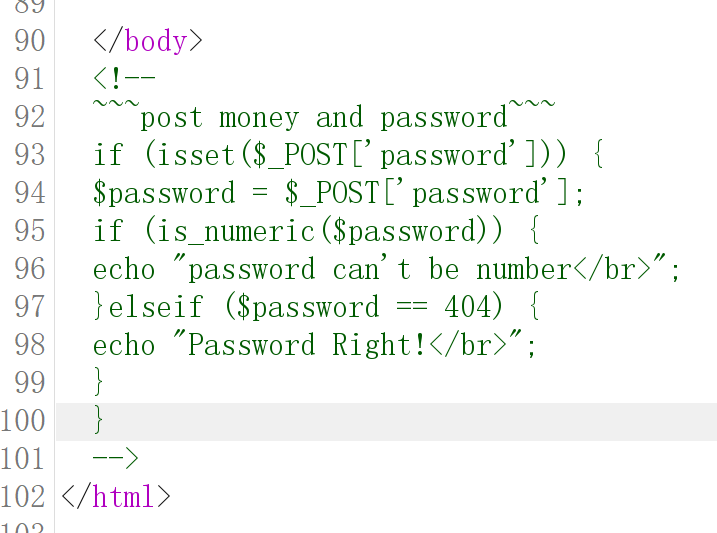 89
90 </body>
91 <!--
92 ~~~post money and password~~~
93 if (isset($_POST['password'])) {
94 $password = $_POST['password'];
95 if (is_numeric($password)) {
96 echo "password can't be number</br>";
97 }elseif ($password == 404) {
98 echo "Password Right!</br>";
99 }
100 }
101 -->
102 </html>
103